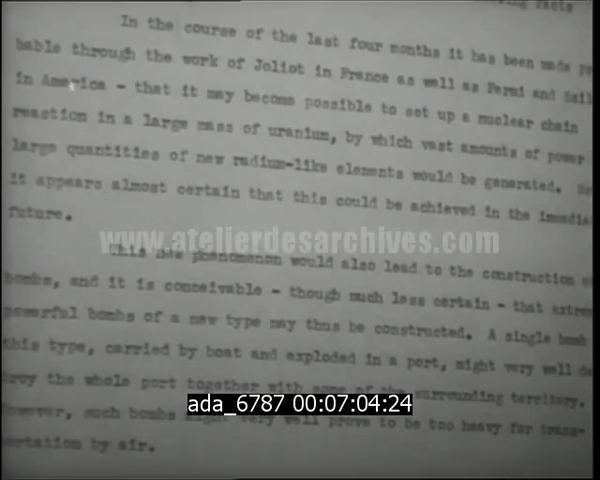 ing facts
In the course of the last four months it has been made p
bable through the work of Joliot in France as well as Fermi and Szil
in America - that it may become possible to set up a nuclear chain
reaction in a large mass of uranium, by which vast amounts of power
large quantities of new radium-like elements would be generated.
it appears almost certain that this could be achieved in the immedia
future.
www.atelierdesarchives.com
This new phenomenon would also lead to the construction
bombs, and it is conceivable - though much less certain - that extrem
powerful bombs of a new type may thus be constructed. A single bomb
this type, carried by boat and exploded in a port, might very well de
troy the whole port together with some of the surrounding territory.
However, such bombs might very well prove to be too heavy for trans-
ortation by air.
ada_6787 00:07:04:24